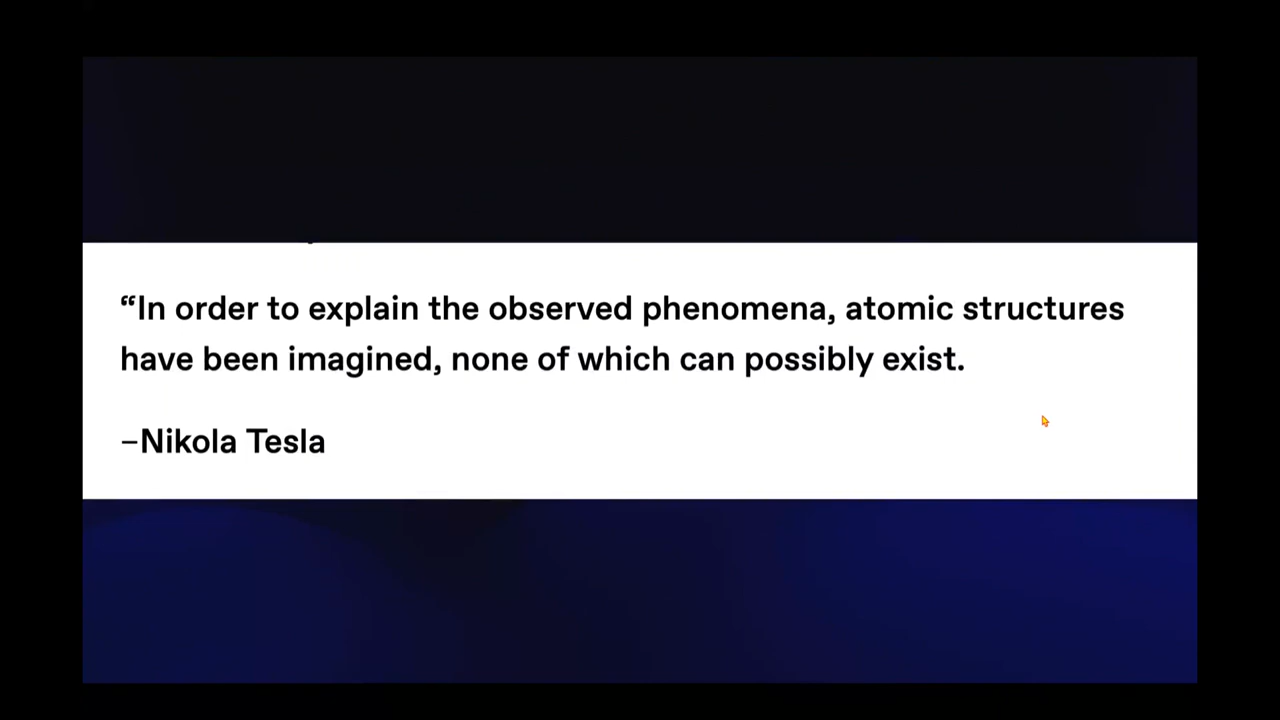 “In order to explain the observed phenomena, atomic structures
have been imagined, none of which can possibly exist.
–Nikola Tesla